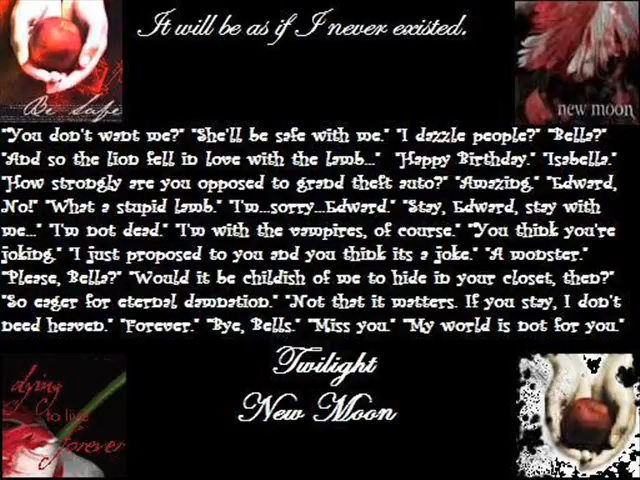 It will be as if I never existed.
Be safe
new moon
"You don't want me?" "She'll be safe with me." "I dazzle people?" "Bella?"
"And so the lion fell in love with the lamb..." "Happy Birthday." "Isabella."
"How strongly are you opposed to grand theft auto?" "Amazing." "Edward,
No!" "What a stupid lamb." "I'm...sorry...Edward." "Stay, Edward, stay with
me..." "I'm not dead." "I'm with the vampires, of course." "You think you're
joking." "I just proposed to you and you think its a joke." "A monster."
"Please, Bella?" "Would it be childish of me to hide in your closet, then?"
"So eager for eternal damnation." "Not that it matters. If you stay, I don't
need heaven." "Forever." "Bye, Bells." "Miss you." "My world is not for you."
Twilight
New Moon
dying
to live
forever